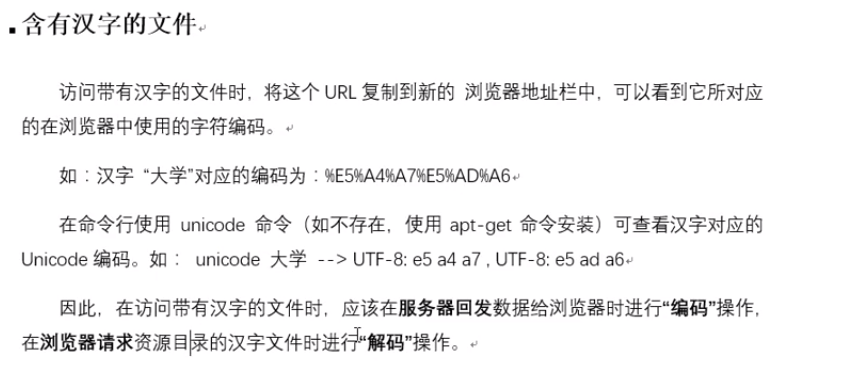 含有汉字的文件
访问带有汉字的文件时，将这个 URL 复制到新的 浏览器地址栏中，可以看到它所对应
的在浏览器中使用的字符编码。
如：汉字 “大学”对应的编码为：%E5%A4%A7%E5%AD%A6
在命令行使用 unicode 命令（如不存在，使用 apt-get 命令安装）可查看汉字对应的
Unicode 编码。如： unicode 大学 --> UTF-8: e5 a4 a7 , UTF-8: e5 ad a6
因此，在访问带有汉字的文件时，应该在服务器回发数据给浏览器时进行“编码”操作，
在浏览器请求资源目录的汉字文件时进行“解码”操作。